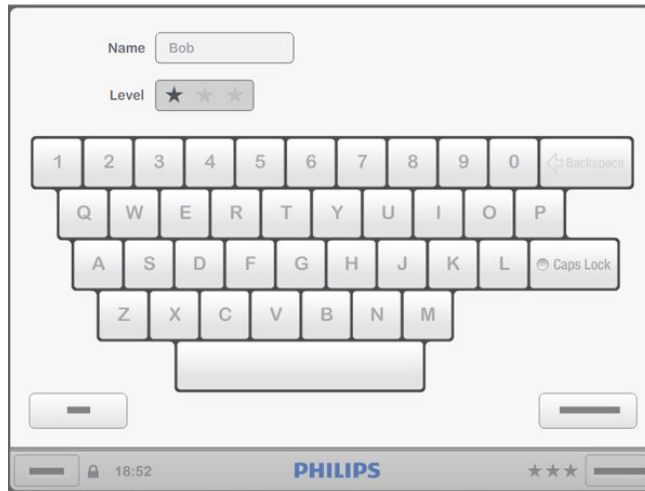 Name Bob
Level
1 2 3 4 5 6 7 8 9 0 Backspace
Q W E R T Y U I O P
A S D F G H J K L Caps Lock
Z X C V B N M
18:52 PHILIPS